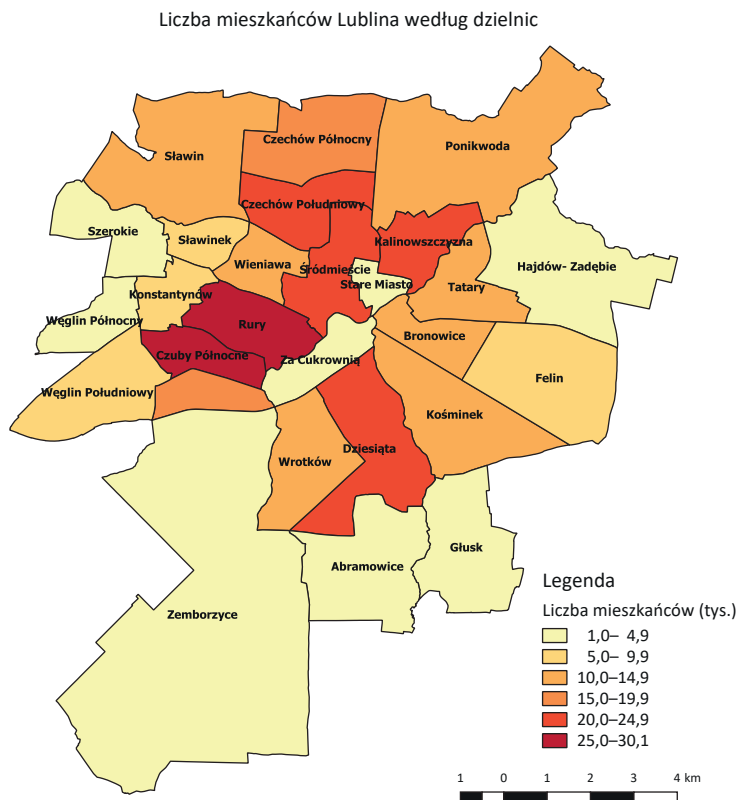 Liczba mieszkańców Lublina według dzielnic
Czechów Północny
Ponikwoda
Sławin
Czechów Południowy
Szerokie
Sławinek
Kalinowszczyzna
Wieniawa
Śródmieście
Hajdów- Zadębie
Stare Miasto
Tatary
Konstantynów
Węglin Północny
Rury
Bronowice
Czuby Północne
Za Cukrownią
Felin
Węglin Południowy
Kośminek
Dziesiąta
Wrotków
Głusk
Abramowice
Zemborzyce
Legenda
Liczba mieszkańców (tys.)
1,0– 4,9
5,0– 9,9
10,0–14,9
15,0–19,9
20,0–24,9
25,0–30,1
1 0 1 2 3 4 km